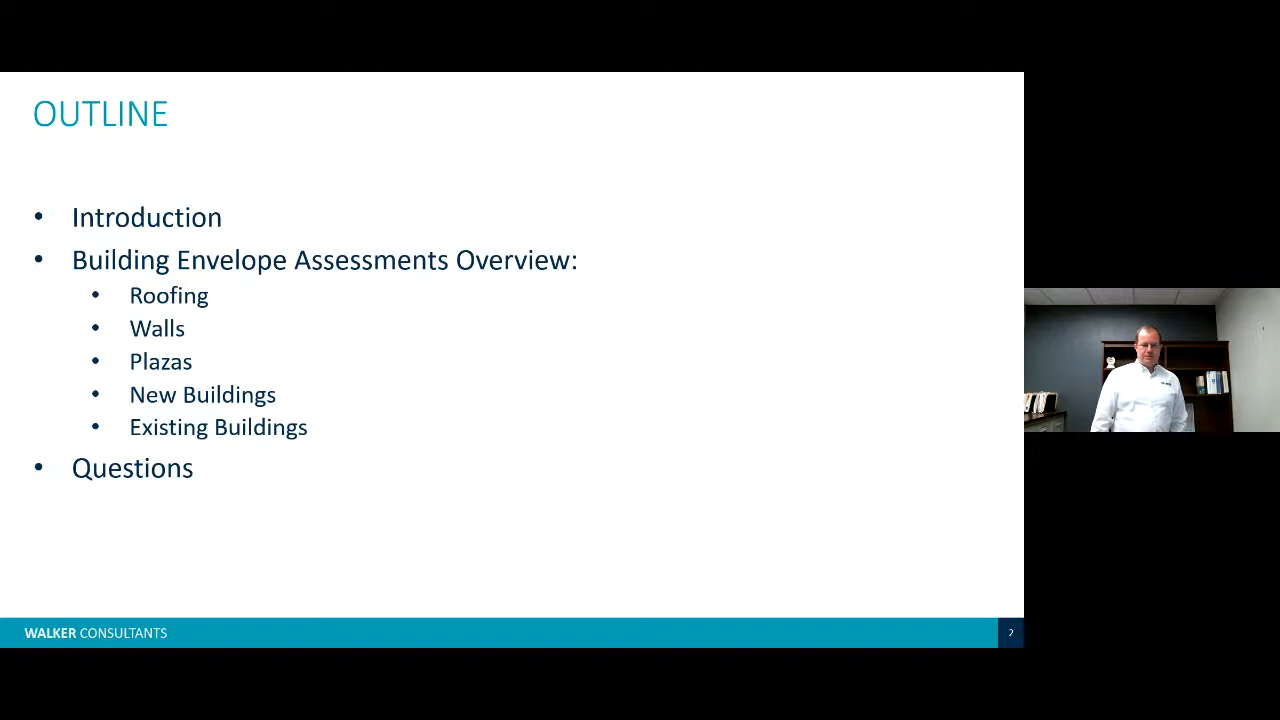 OUTLINE
• Introduction
• Building Envelope Assessments Overview:
• Roofing
• Walls
• Plazas
• New Buildings
• Existing Buildings
• Questions
WALKER CONSULTANTS
2